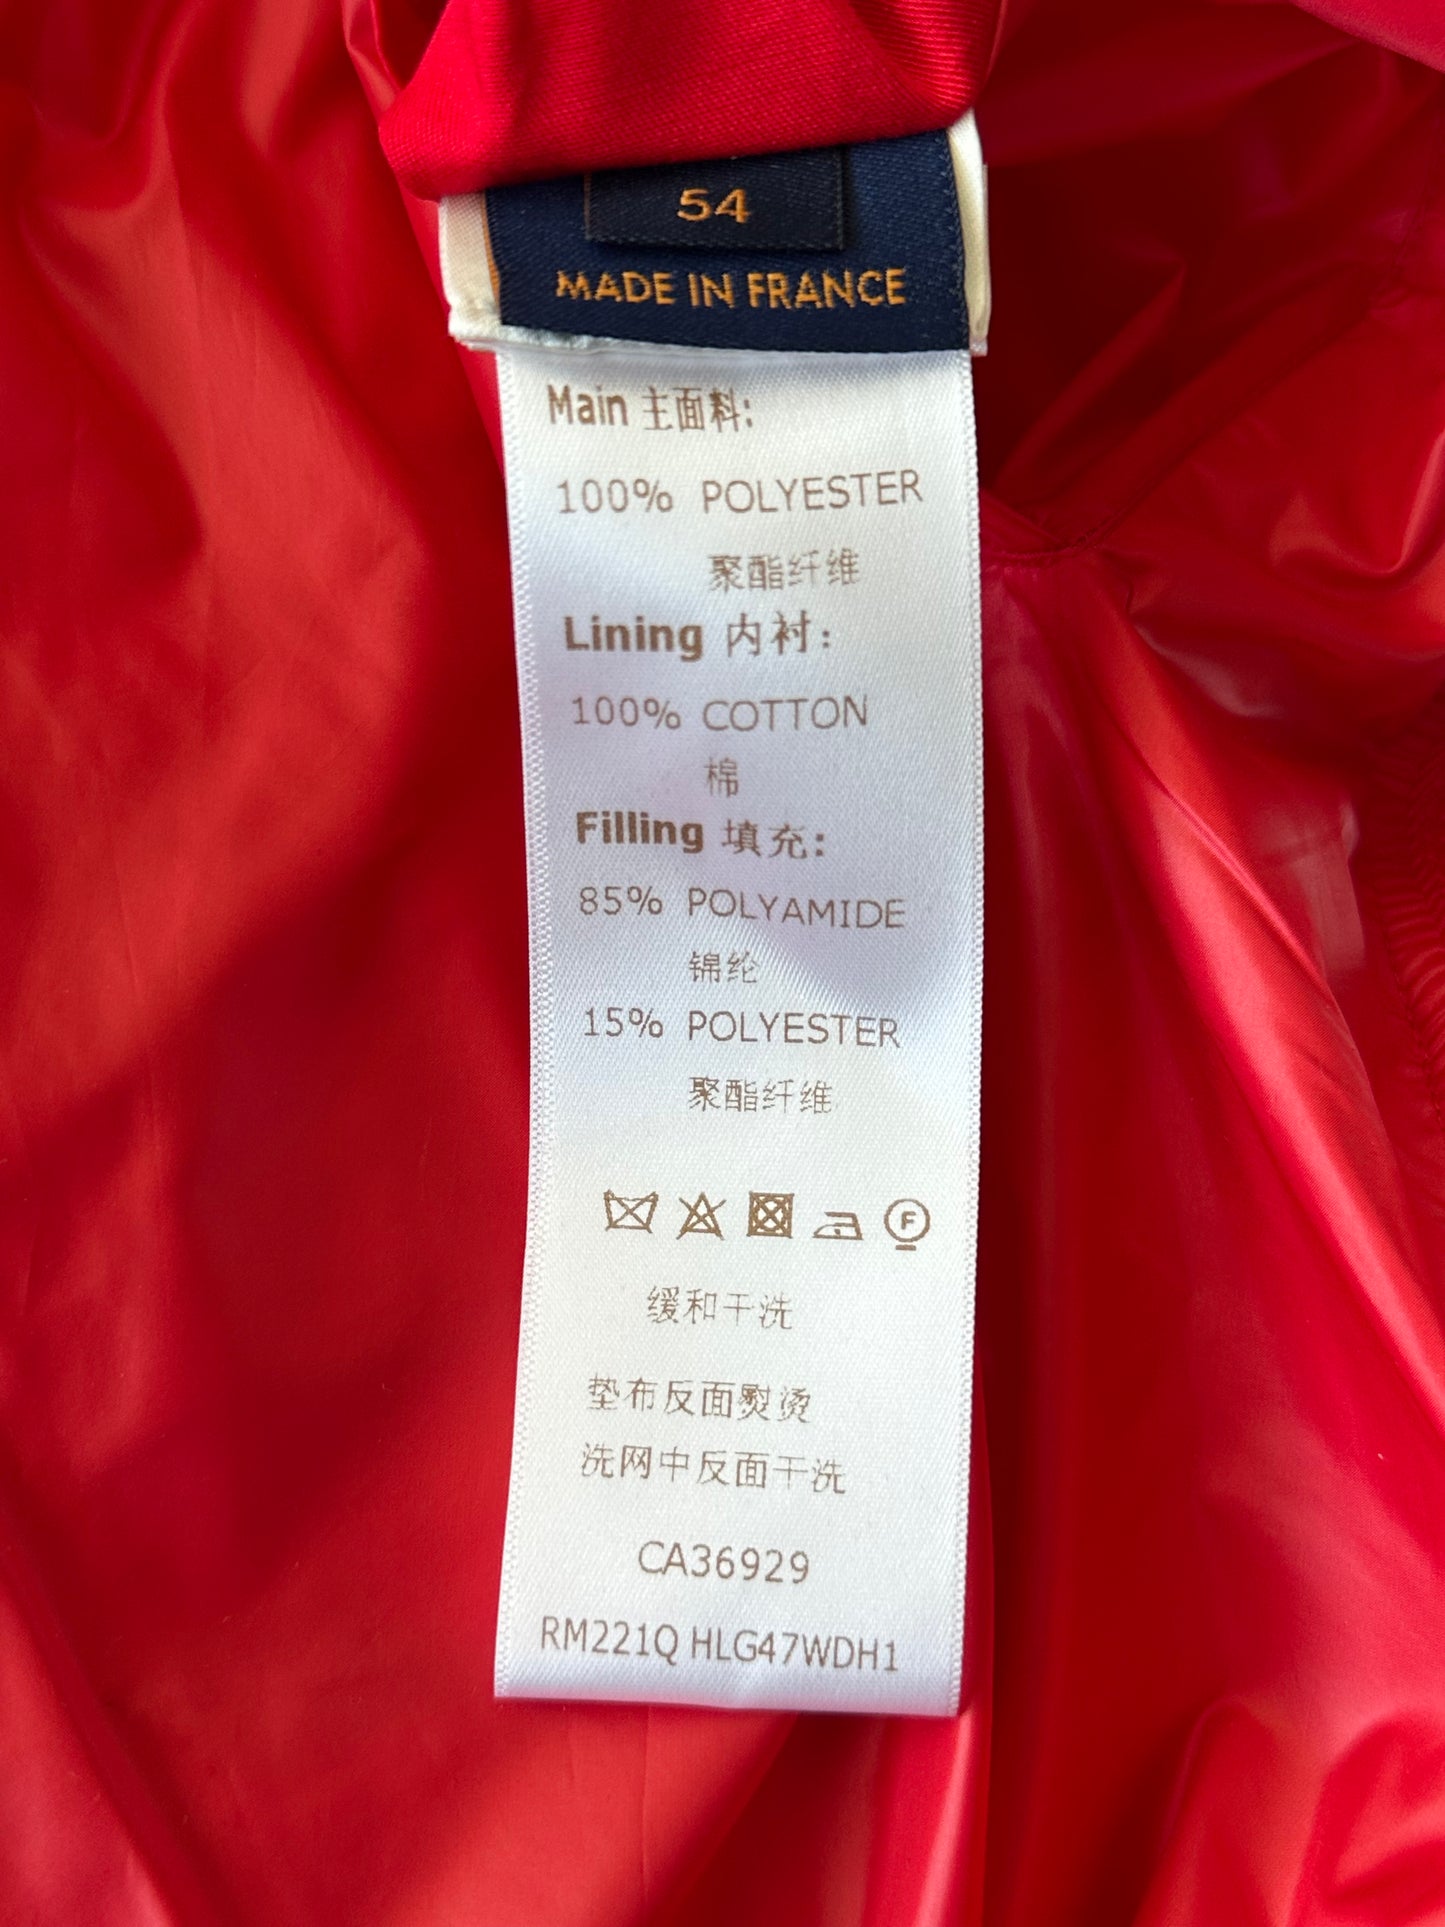 54
MADE IN FRANCE
Main 主面料:
100% POLYESTER
聚酯纤维
Lining 内衬:
100% COTTON
棉
Filling 填充:
85% POLYAMIDE
锦纶
15% POLYESTER
聚酯纤维
F
缓和干洗
垫布反面熨烫
洗网中反面干洗
CA36929
RM221Q HLG47WDH1